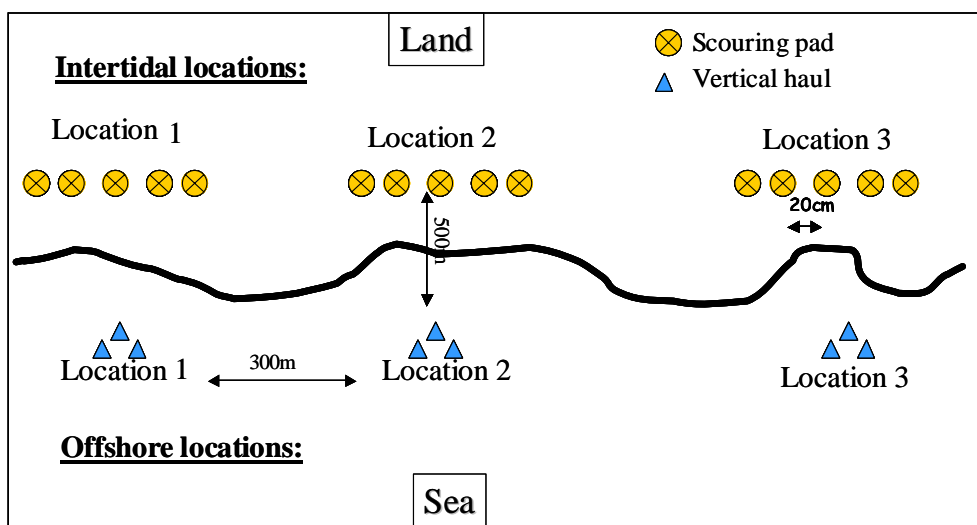 Land
Scouring pad
Vertical haul
Intertidal locations:
Location 1
Location 2
Location 3
20cm
500m
Location 1
300m
Location 2
Location 3
Offshore locations:
Sea